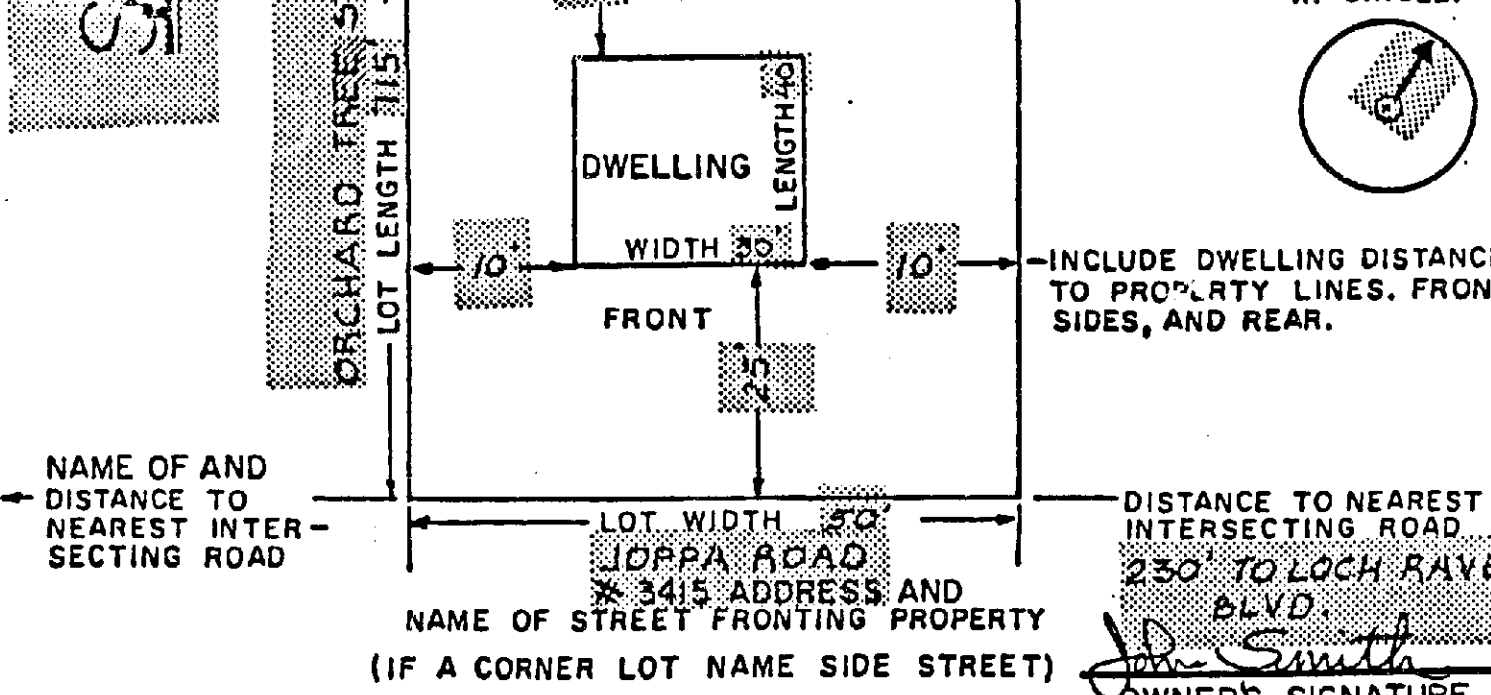 ORCHARD TREE
LOT LENGTH 115'
DWELLING
LENGTH 40
WIDTH 30'
10'
10'
FRONT
25'
INCLUDE DWELLING DISTANC
TO PROPERTY LINES. FRON
SIDES, AND REAR.
NAME OF AND
DISTANCE TO
NEAREST INTER-
SECTING ROAD
LOT WIDTH 50'
JOPPA ROAD
# 3415 ADDRESS AND
NAME OF STREET FRONTING PROPERTY
(IF A CORNER LOT NAME SIDE STREET)
DISTANCE TO NEAREST
INTERSECTING ROAD
230' TO LOCH RAVE
BLVD.
John Smith
OWNER'S SIGNATURE